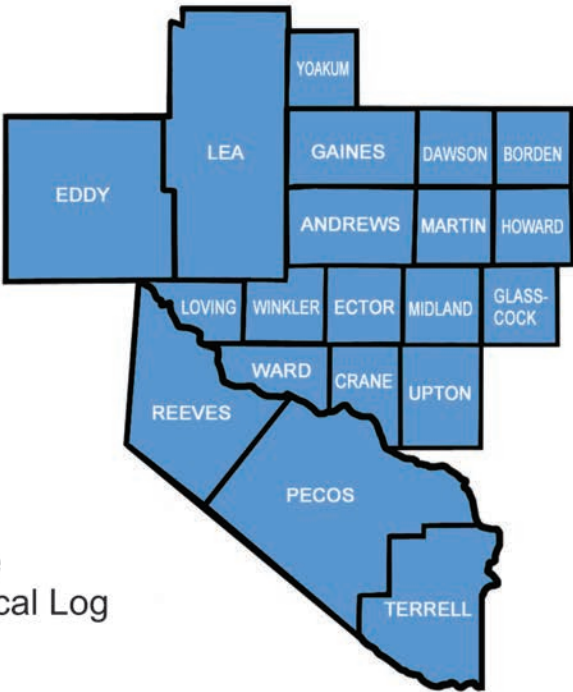 YOAKUM
LEA
GAINES
DAWSON
BORDEN
EDDY
ANDREWS
MARTIN
HOWARD
LOVING
WINKLER
ECTOR
MIDLAND
GLASS-
COCK
WARD
CRANE
UPTON
REEVES
PECOS
cal Log
TERRELL